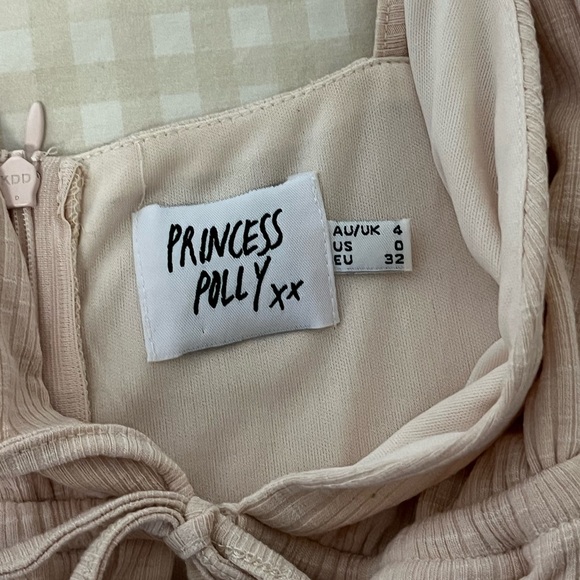 PRINCESS
POLLY xx
AU/UK 4
US 0
EU 32